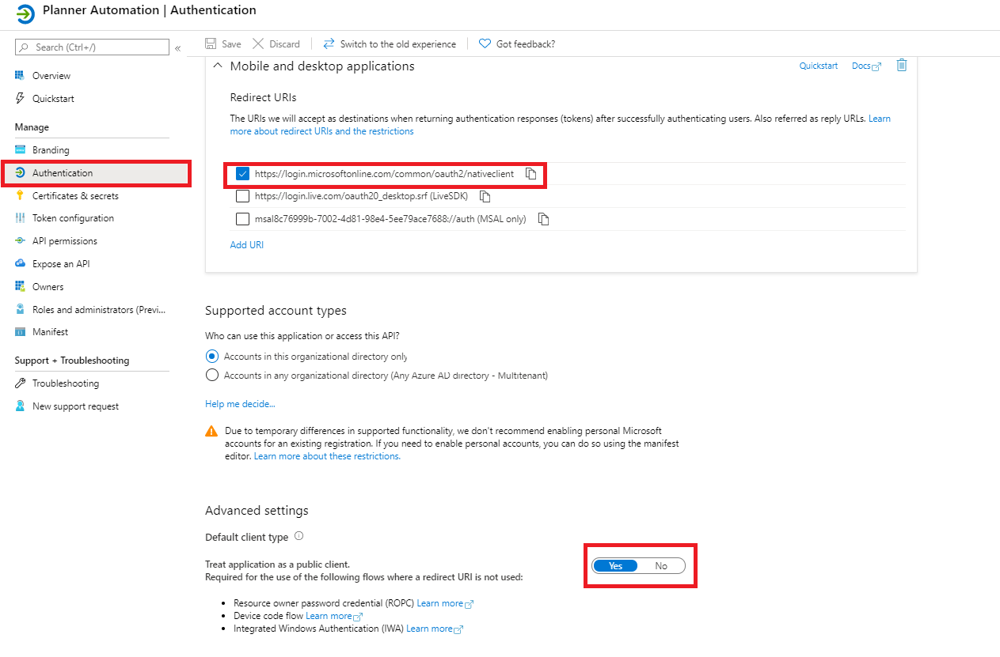 Planner Automation | Authentication
Search (Ctrl+/)
«
Overview
Quickstart
Manage
Branding
Authentication
Certificates & secrets
Token configuration
API permissions
Expose an API
Owners
Roles and administrators (Previ...
Manifest
Support + Troubleshooting
Troubleshooting
New support request
Save
Discard
Switch to the old experience
Got feedback?
Mobile and desktop applications
Quickstart
Docs
Redirect URIs
The URIs we will accept as destinations when returning authentication responses (tokens) after successfully authenticating users. Also referred as reply URLs. Learn
more about redirect URIs and the restrictions
https://login.microsoftonline.com/common/oauth2/nativeclient
https://login.live.com/oauth20_desktop.srf (LiveSDK)
msal8c76999b-7002-4d81-98e4-5ee79ace7688://auth (MSAL only)
Add URI
Supported account types
Who can use this application or access this API?
Accounts in this organizational directory only
Accounts in any organizational directory (Any Azure AD directory - Multitenant)
Help me decide...
Due to temporary differences in supported functionality, we don't recommend enabling personal Microsoft
accounts for an existing registration. If you need to enable personal accounts, you can do so using the manifest
editor. Learn more about these restrictions.
Advanced settings
Default client type
Treat application as a public client.
Required for the use of the following flows where a redirect URI is not used:
Yes
No
• Resource owner password credential (ROPC) Learn more
• Device code flow Learn more
• Integrated Windows Authentication (IWA) Learn more